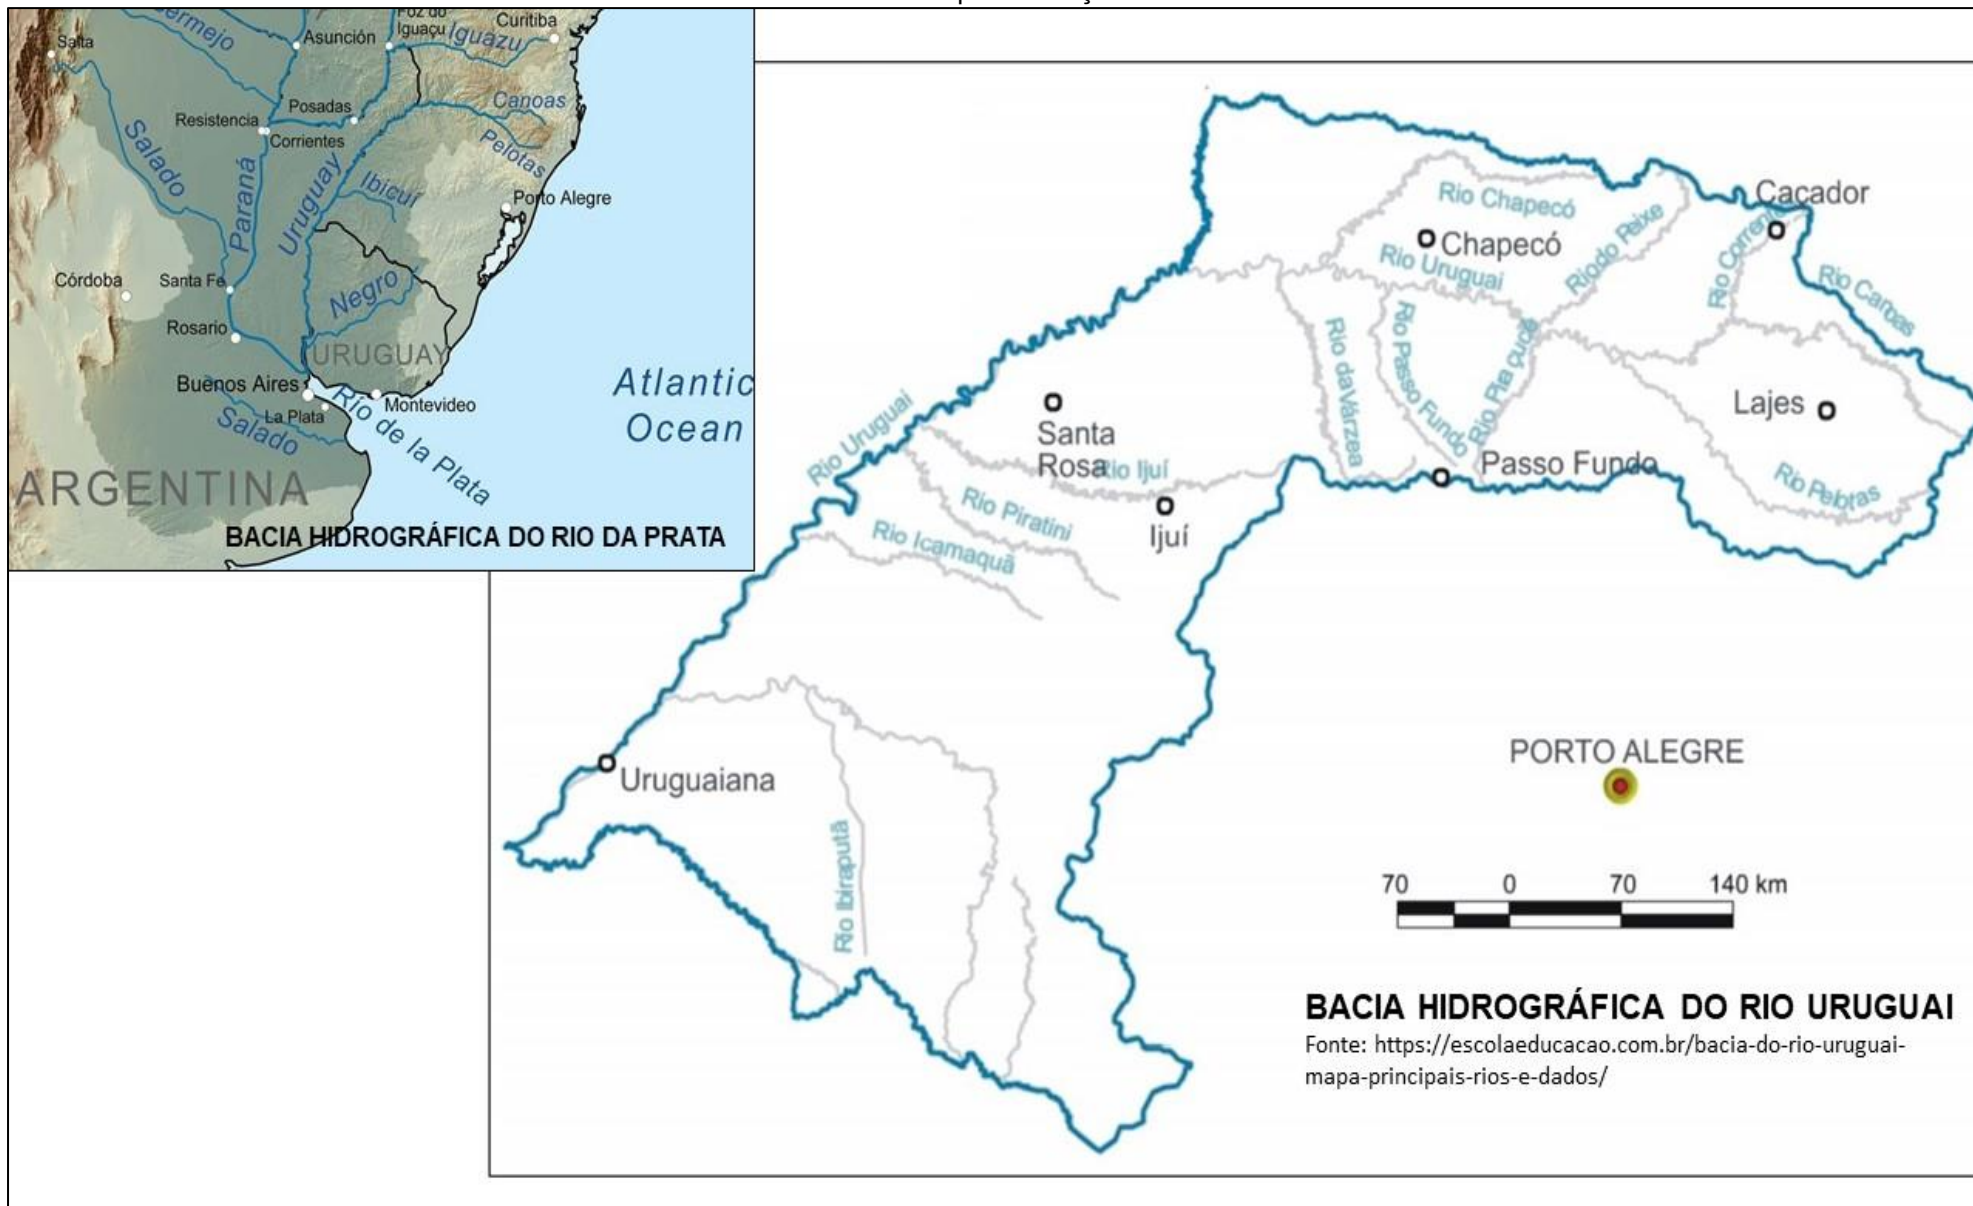 Salta
ermejo
Asunción
Foz do
Iguaçu
Iguazu
Curitiba
Resistencia
Posadas
Corrientes
Canoas
Pelotas
Salado
Paraná
Uruguay
Ibicuí
Porto Alegre
Córdoba
Santa Fe
Negro
Rosario
URUGUAY
Buenos Aires
La Plata
Montevideo
Salado
Río de la Plata
Atlantic
Ocean
ARGENTINA
BACIA HIDROGRÁFICA DO RIO DA PRATA
Caçador
Rio Chapecó
Chapecó
Rio Uruguai
Rio do Peixe
Rio Corrente
Rio Canoas
Rio da Várzea
Rio Passo Fundo
Lajes
Santa
Rosa
Rio Uruguai
Rio Ijuí
Passo Fundo
Rio Pelotas
Rio Piratini
Ijuí
Rio Icamaquã
Uruguaiana
Rio Ibiraputã
PORTO ALEGRE
70 0 70 140 km
BACIA HIDROGRÁFICA DO RIO URUGUAI
Fonte: https://escolaeducacao.com.br/bacia-do-rio-uruguai-
mapa-principais-rios-e-dados/